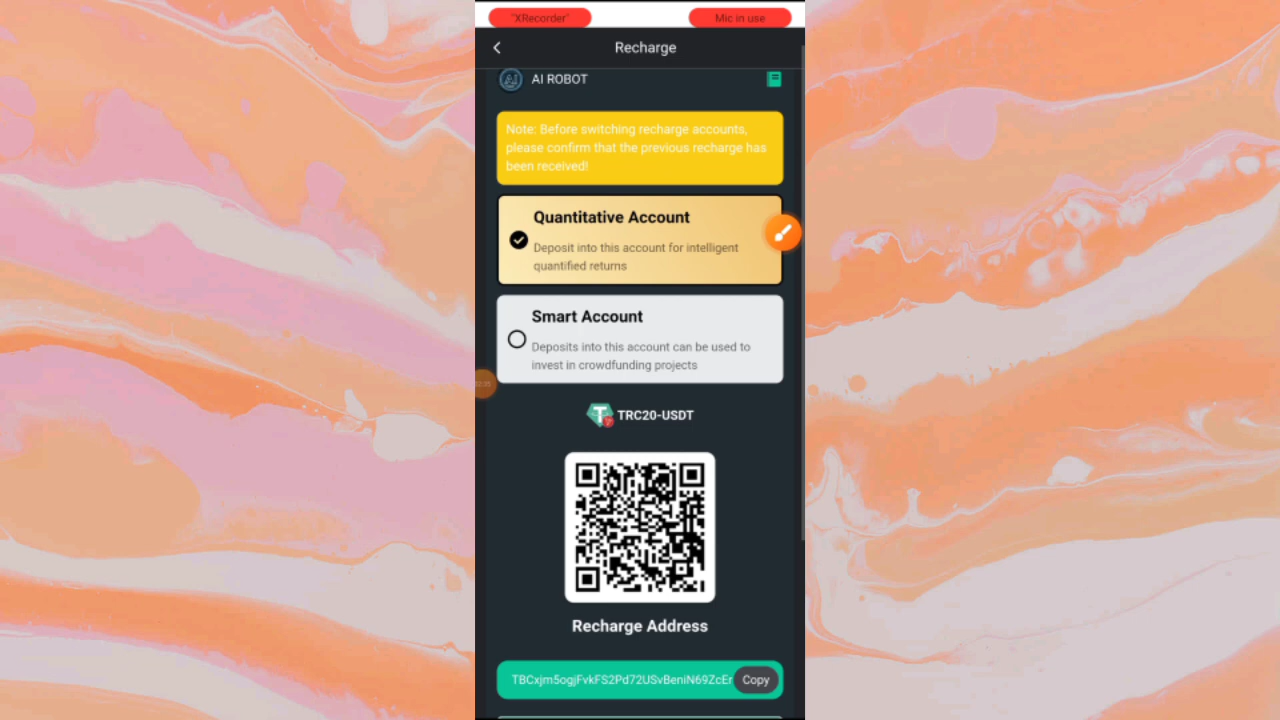 "XRecorder"
Mic in use
Recharge
AI ROBOT
Note: Before switching recharge accounts,
please confirm that the previous recharge has
been received!
Quantitative Account
Deposit into this account for intelligent
quantified returns
Smart Account
Deposits into this account can be used to
invest in crowdfunding projects
02:05
TRC20-USDT
Recharge Address
TBCxjm5ogjFvkFS2Pd72USvBeniN69ZcEr
Copy